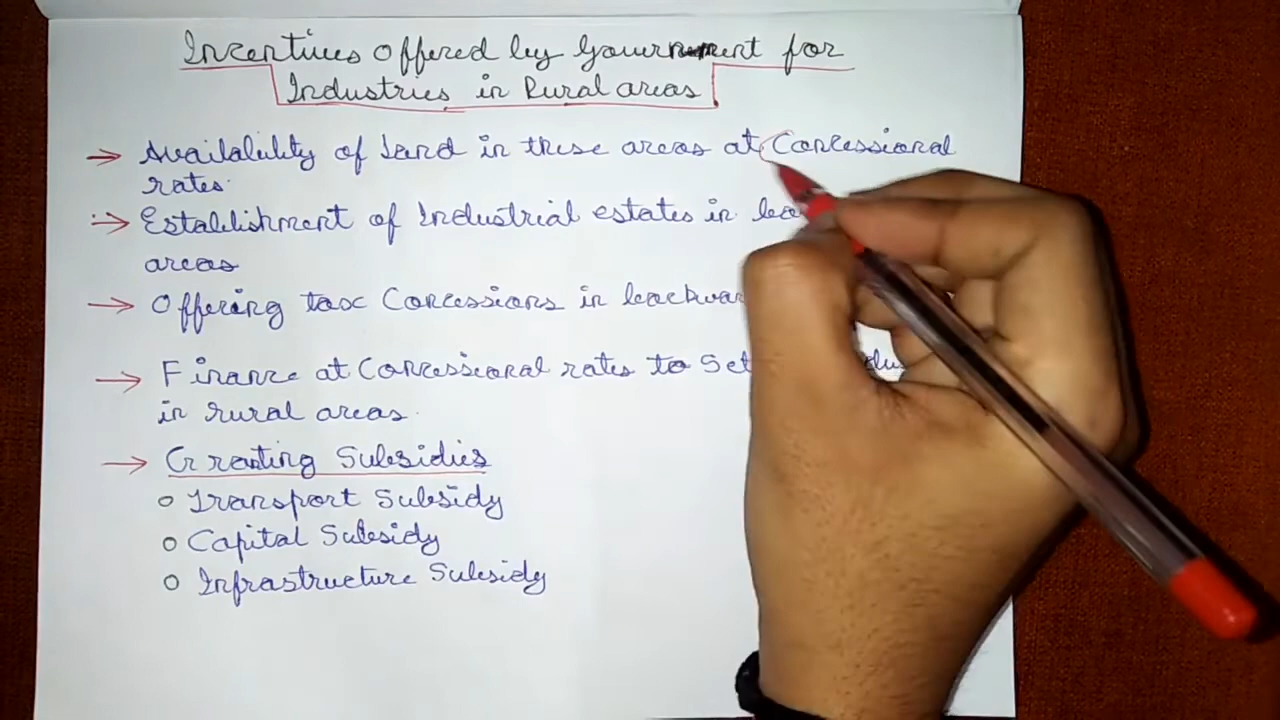 Incentives offered by Government for
Industries in Rural areas
→ Availability of land in these areas at Concessional
rates.
→ Establishment of Industrial estates in
areas
→ Offering tax Concessions in
→ Finance at Concessional rates to Set
in rural areas.
→ Granting Subsidies
○ Transport Subsidy
○ Capital Subsidy
○ Infrastructure Subsidy